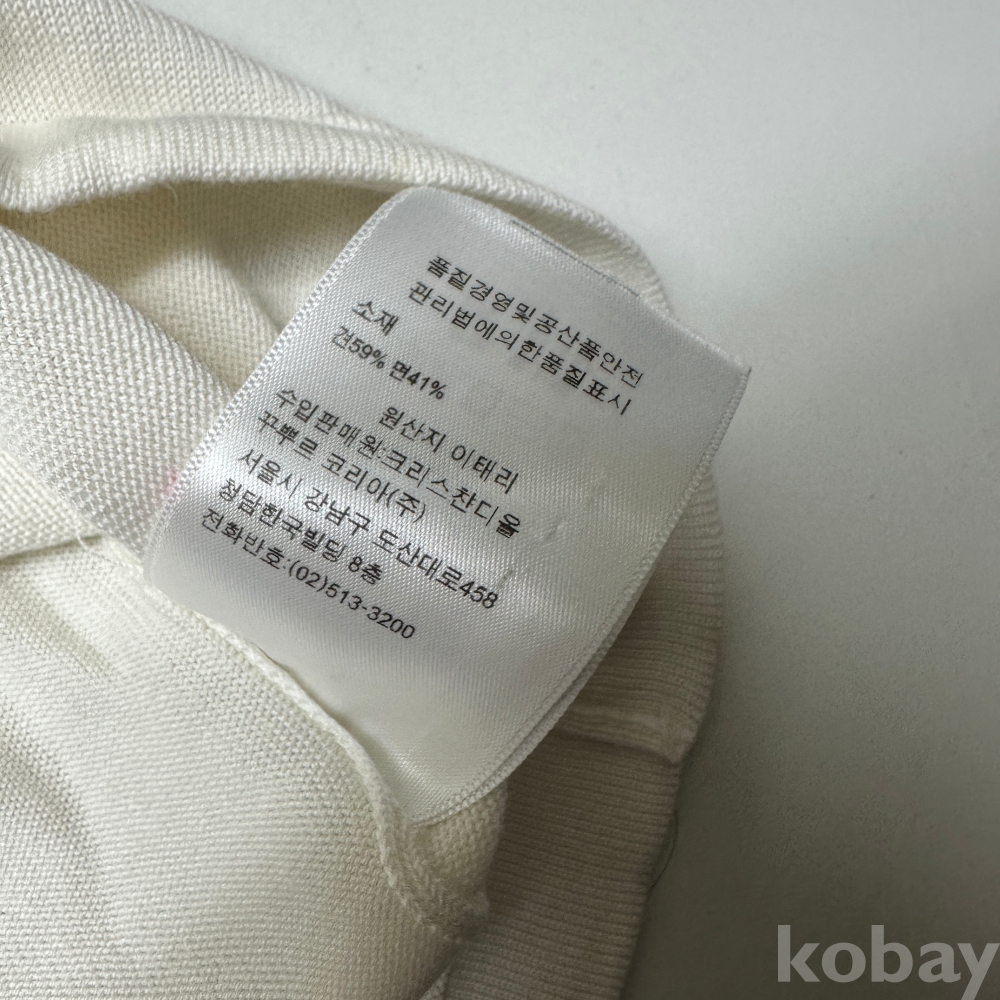 품질경영및공산품안전
관리법에의한품질표시
소재
견59% 면41%
원산지 이태리
수입판매원:크리스챤디올
꾸뿌르 코리아(주)
서울시 강남구 도산대로458
청담한국빌딩 8층
전화번호:(02)513-3200
kobay